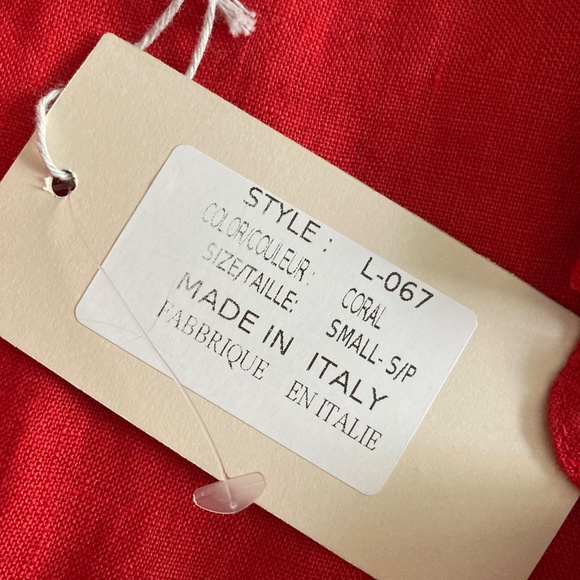 STYLE: L-067
COLOR/COULEUR: CORAL
SIZE/TAILLE: SMALL-S/P
MADE IN ITALY
FABBRIQUE EN ITALIE